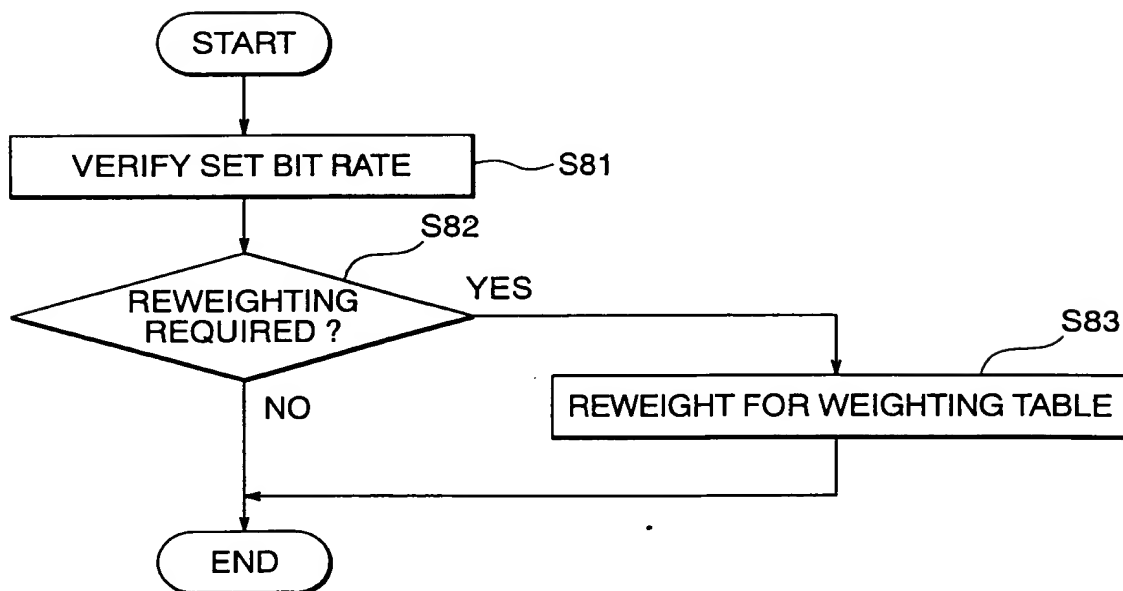 START
VERIFY SET BIT RATE
S81
S82
REWEIGHTING
REQUIRED ?
YES
S83
NO
REWEIGHT FOR WEIGHTING TABLE
END